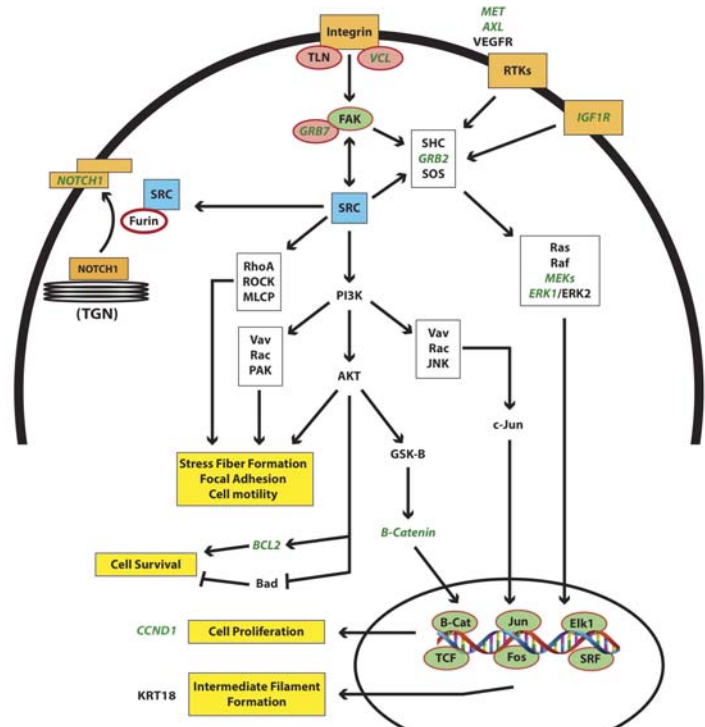 MET
AXL
VEGFR
Integrin
TLN
VCL
RTKs
IGF1R
FAK
GRB7
SHC
GRB2
SOS
NOTCH1
SRC
Furin
SRC
NOTCH1
(TGN)
RhoA
ROCK
MLCP
Ras
Raf
MEKs
ERK1/ERK2
PI3K
Vav
Rac
PAK
Vav
Rac
JNK
AKT
c-Jun
GSK-B
Stress Fiber Formation
Focal Adhesion
Cell motility
B-Catenin
BCL2
Cell Survival
Bad
B-Cat
Jun
Elk1
TCF
Fos
SRF
CCND1
Cell Proliferation
KRT18
Intermediate Filament
Formation